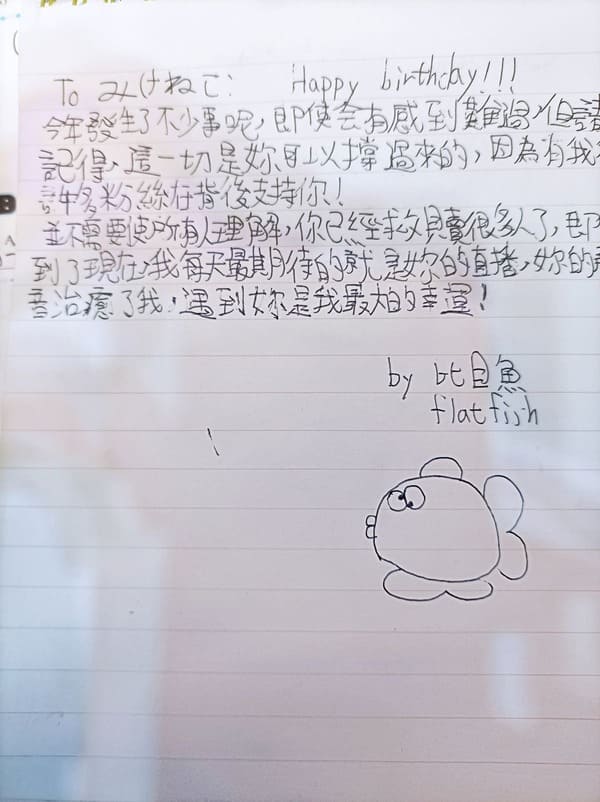 To みけねこ: Happy birthday!!!
今年發生了不少事呢,即使会有感到難過,但請
記得,這一切是妳可以撐過來的,因為有我
許多粉絲在背後支持你!
並不需要使所有人理解,你已經救贖很多人了,
到了現在,我每天最期待的就是妳的直播,妳的
音治癒了我,遇到妳是我最大的幸運!
by 比目魚
flatfish